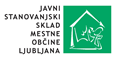 JAVNI
STANOVANJSKI
SKLAD
MESTNE
OBČINE
LJUBLJANA